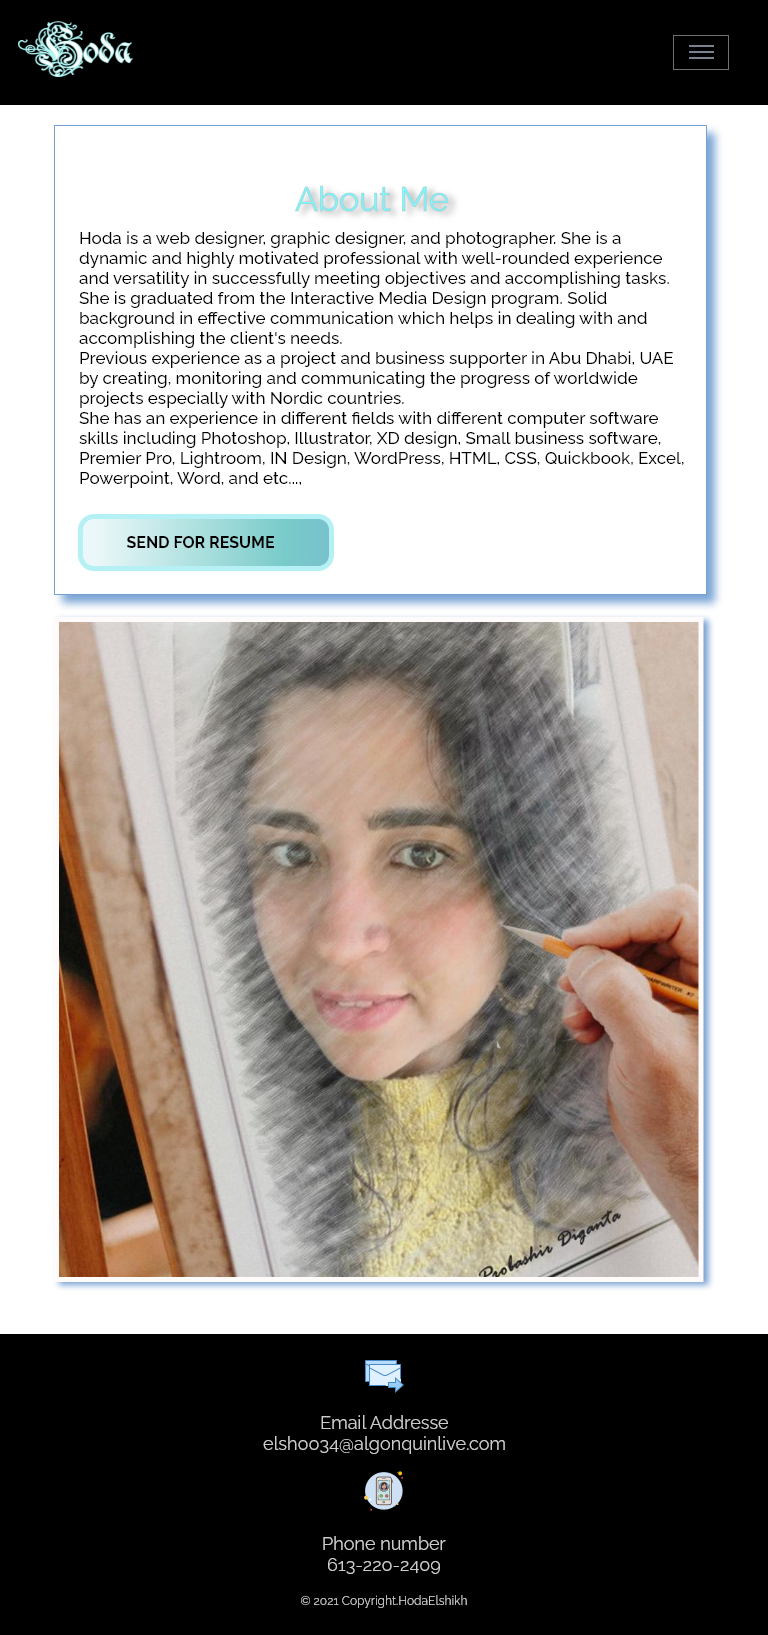 Hoda
About Me
Hoda is a web designer, graphic designer, and photographer. She is a
dynamic and highly motivated professional with well-rounded experience
and versatility in successfully meeting objectives and accomplishing tasks.
She is graduated from the Interactive Media Design program. Solid
background in effective communication which helps in dealing with and
accomplishing the client's needs.
Previous experience as a project and business supporter in Abu Dhabi, UAE
by creating, monitoring and communicating the progress of worldwide
projects especially with Nordic countries.
She has an experience in different fields with different computer software
skills including Photoshop, Illustrator, XD design, Small business software,
Premier Pro, Lightroom, IN Design, WordPress, HTML, CSS, Quickbook, Excel,
Powerpoint, Word, and etc...,
SEND FOR RESUME
Probashir Diganta
Email Addresse
elsh0034@algonquinlive.com
Phone number
613-220-2409
© 2021 Copyright.HodaElshikh